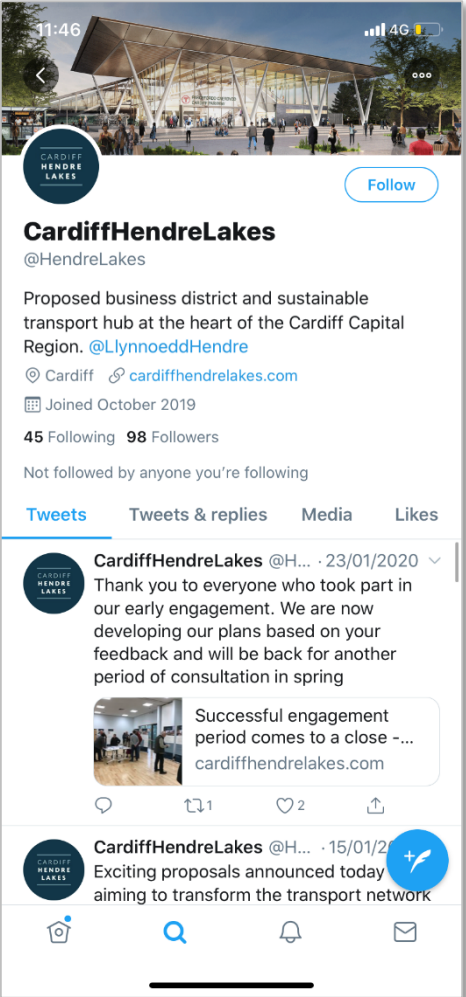 11:46
4G
CARDIFF
HENDRE
LAKES
Follow
CardiffHendreLakes
@HendreLakes
Proposed business district and sustainable
transport hub at the heart of the Cardiff Capital
Region. @LlynnoeddHendre
Cardiff cardiffhendrelakes.com
Joined October 2019
45 Following 98 Followers
Not followed by anyone you're following
Tweets Tweets & replies Media Likes
CARDIFF
HENDRE
LAKES
CardiffHendreLakes @H... · 23/01/2020
Thank you to everyone who took part in
our early engagement. We are now
developing our plans based on your
feedback and will be back for another
period of consultation in spring
Successful engagement
period comes to a close -...
cardiffhendrelakes.com
1 2
CARDIFF
HENDRE
LAKES
CardiffHendreLakes @H... · 15/01/2
Exciting proposals announced today
aiming to transform the transport network